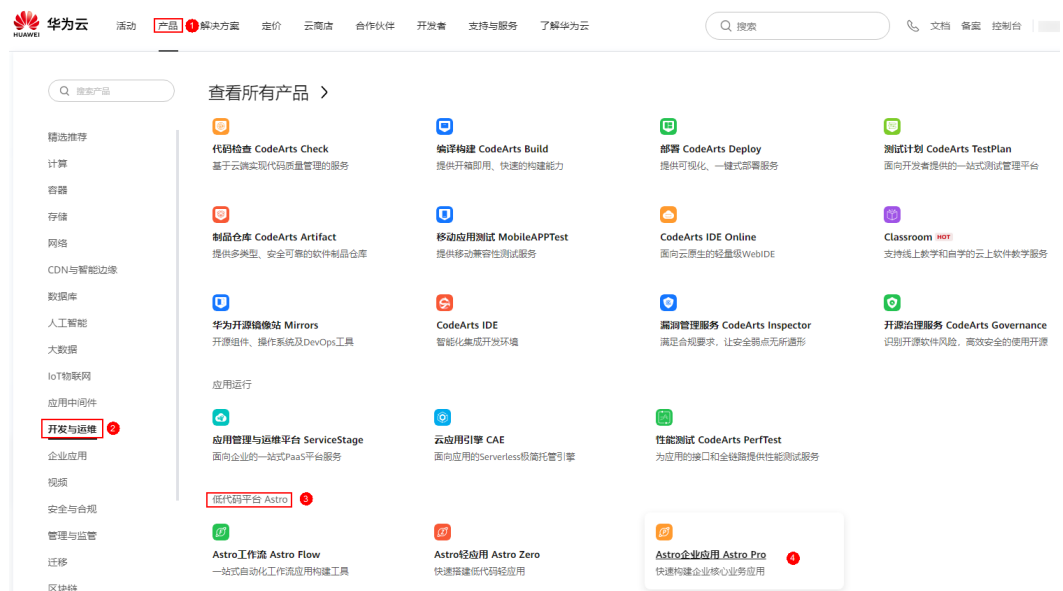 HUAWEI
华为云
活动
产品
1
解决方案
定价
云商店
合作伙伴
开发者
支持与服务
了解华为云
搜索
文档
备案
控制台
搜索产品
查看所有产品
精选推荐
计算
容器
存储
网络
CDN与智能边缘
数据库
人工智能
大数据
IoT物联网
应用中间件
开发与运维
2
企业应用
视频
安全与合规
管理与监管
迁移
区块链
代码检查 CodeArts Check
基于云端实现代码质量管理的服务
编译构建 CodeArts Build
提供开箱即用、快速的构建能力
部署 CodeArts Deploy
提供可视化、一键式部署服务
测试计划 CodeArts TestPlan
面向开发者提供的一站式测试管理平台
制品仓库 CodeArts Artifact
提供多类型、安全可靠的软件制品仓库
移动应用测试 MobileAPPTest
提供移动兼容性测试服务
CodeArts IDE Online
面向云原生的轻量级WebIDE
Classroom HOT
支持线上教学和自学的云上软件教学服务
华为开源镜像站 Mirrors
开源组件、操作系统及DevOps工具
CodeArts IDE
智能化集成开发环境
漏洞管理服务 CodeArts Inspector
满足合规要求，让安全弱点无所遁形
开源治理服务 CodeArts Governance
识别开源软件风险，高效安全的使用开源
应用运行
应用管理与运维平台 ServiceStage
面向企业的一站式PaaS平台服务
云应用引擎 CAE
面向应用的Serverless极简托管引擎
性能测试 CodeArts PerfTest
为应用的接口和全链路提供性能测试服务
低代码平台 Astro
3
Astro工作流 Astro Flow
一站式自动化工作流应用构建工具
Astro轻应用 Astro Zero
快速搭建低代码轻应用
Astro企业应用 Astro Pro
4
快速构建企业核心业务应用